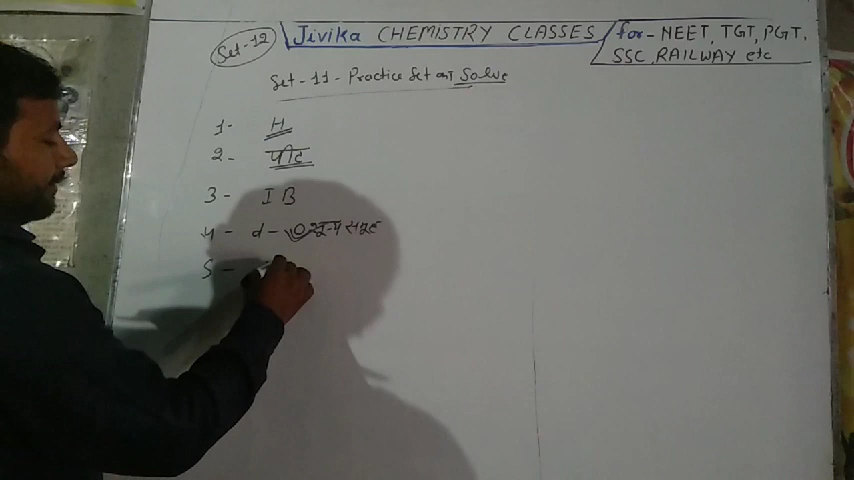 Set-12
Jivika CHEMISTRY CLASSES
for- NEET, TGT, PGT,
SSC, RAILWAY etc
Set-11- Practice Set का Solve
1- H
2- पीट
3- I B
4- d- शून्य समूह
5-